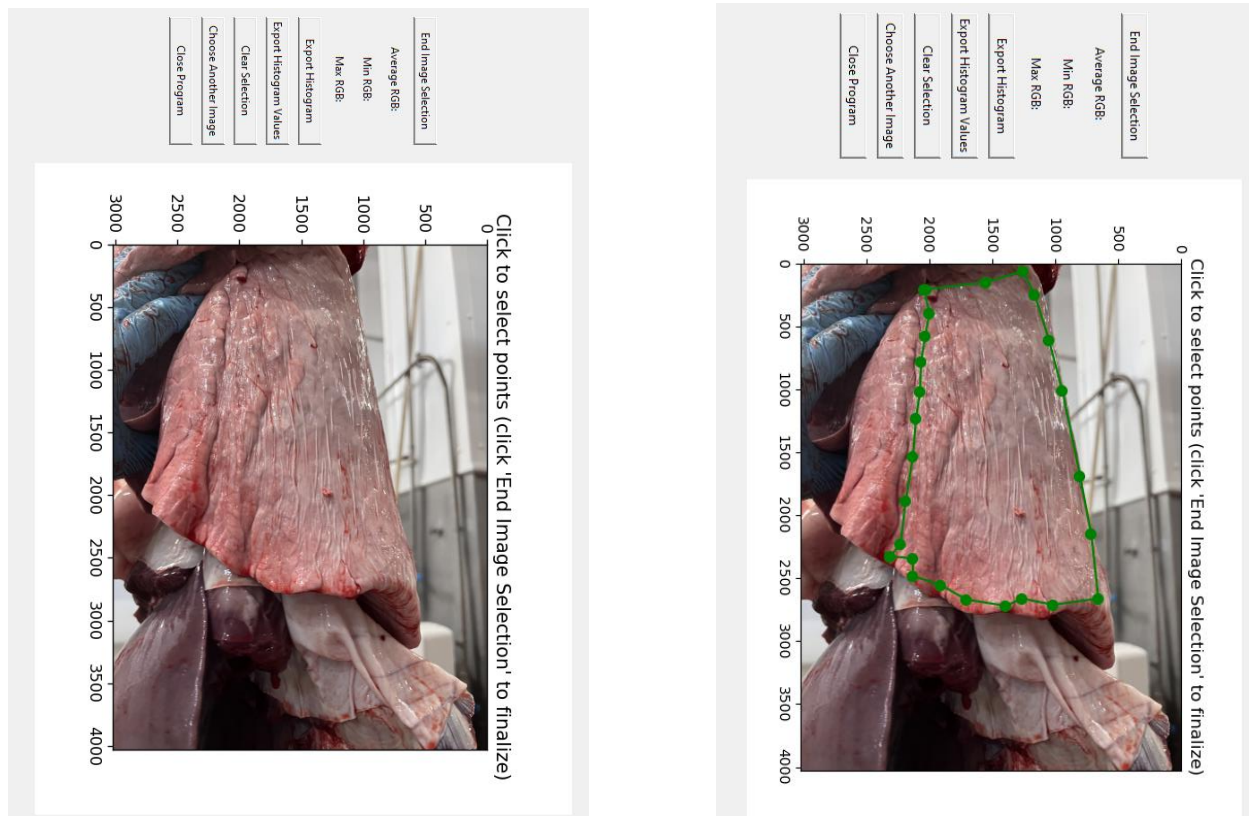 End Image Selection
Average RGB:
Min RGB:
Max RGB:
Export Histogram
Export Histogram Values
Clear Selection
Choose Another Image
Close Program
Click to select points (click 'End Image Selection' to finalize)
0
500
1000
1500
2000
2500
3000
0
500
1000
1500
2000
2500
3000
3500
4000
End Image Selection
Average RGB:
Min RGB:
Max RGB:
Export Histogram
Export Histogram Values
Clear Selection
Choose Another Image
Close Program
Click to select points (click 'End Image Selection' to finalize)
0
500
1000
1500
2000
2500
3000
0
500
1000
1500
2000
2500
3000
3500
4000